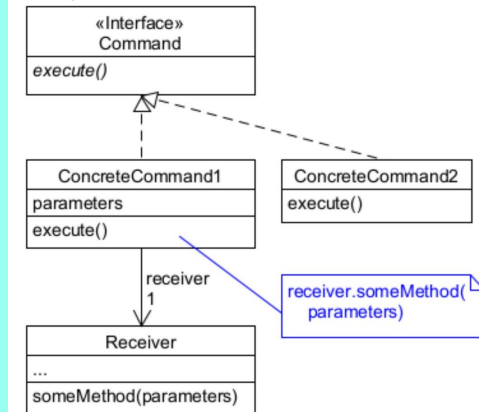 «Interface»
Command
execute()
ConcreteCommand1
parameters
execute()
ConcreteCommand2
execute()
receiver
1
receiver.someMethod(
parameters)
Receiver
...
someMethod(parameters)